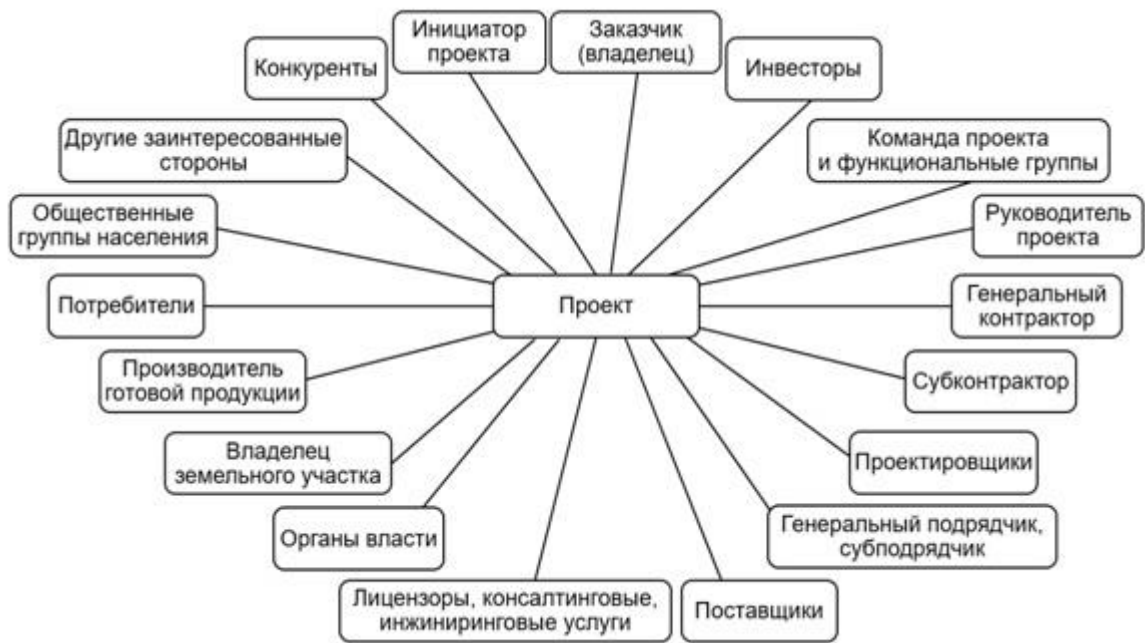 Инициатор
проекта
Заказчик
(владелец)
Конкуренты
Инвесторы
Другие заинтересованные
стороны
Команда проекта
и функциональные группы
Общественные
группы населения
Руководитель
проекта
Потребители
Проект
Генеральный
контрактор
Производитель
готовой продукции
Субконтрактор
Владелец
земельного участка
Проектировщики
Органы власти
Генеральный подрядчик,
субподрядчик
Лицензоры, консалтинговые,
инжиниринговые услуги
Поставщики